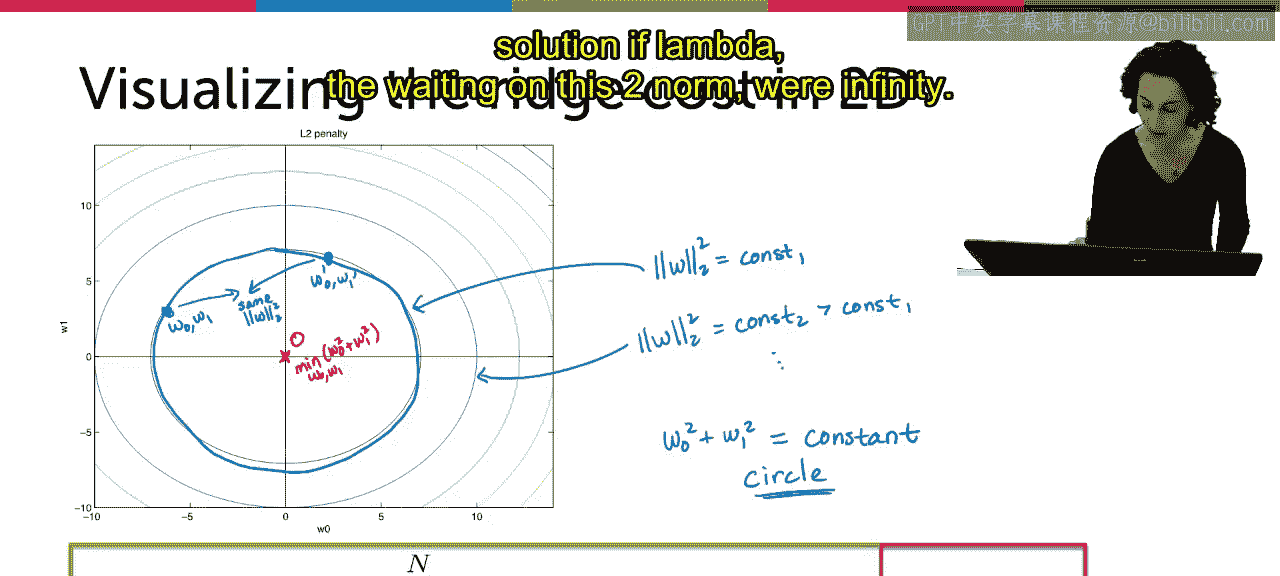 GPT中英字幕课程资源@bilibili.com
solution if lambda,
the waiting on this 2 norm, were infinity.
Visualizing the ridge cost in 2D
L2 penalty
10
5
0
-5
-10
w1
-10
-5
0
5
10
w0
w0, w1
same
||w||₂²
w0', w1'
0
min(w0²+w1²)
w0,w1
||w||₂² = const₁
||w||₂² = const₂ > const₁
⋮
w0² + w1² = constant
circle
N